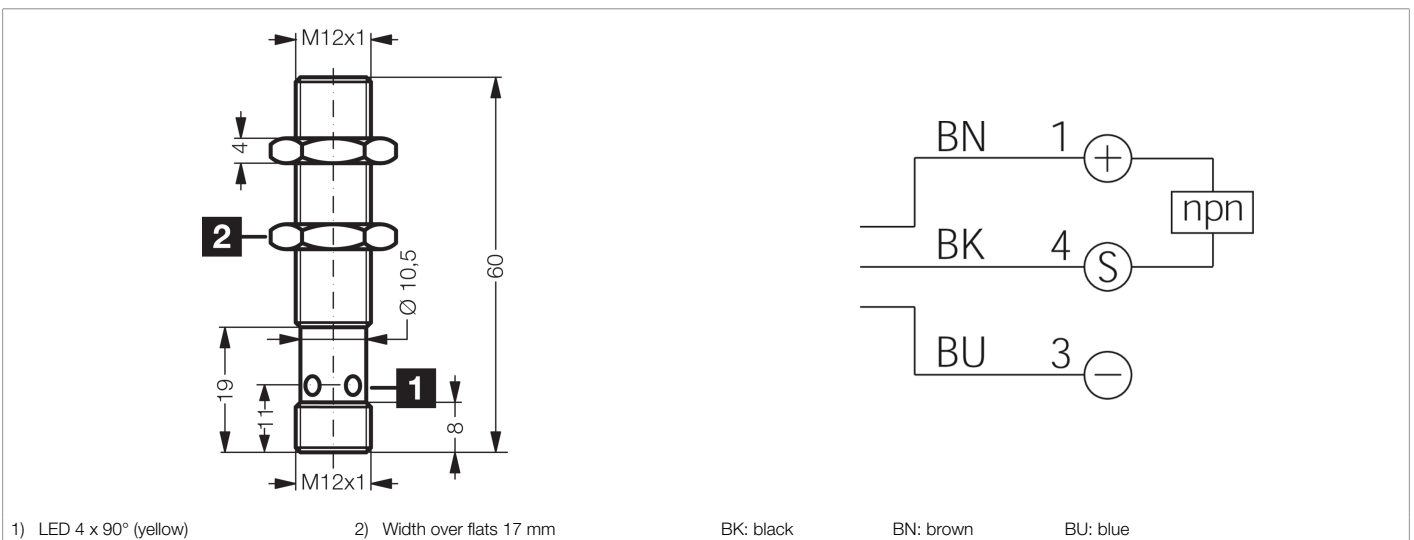 M12x1
4
2
Ø 10,5
60
19
11
1
8
M12x1
BN 1 +
npn
BK 4 S
BU 3 −
1) LED 4 x 90° (yellow) 2) Width over flats 17 mm BK: black BN: brown BU: blue